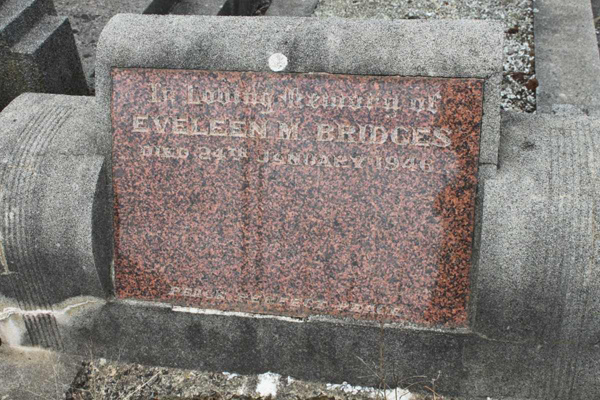 In Loving Memory of
EVELEEN M. BRIDGES
DIED 24TH JANUARY 1946
PEACE PERFECT PEACE